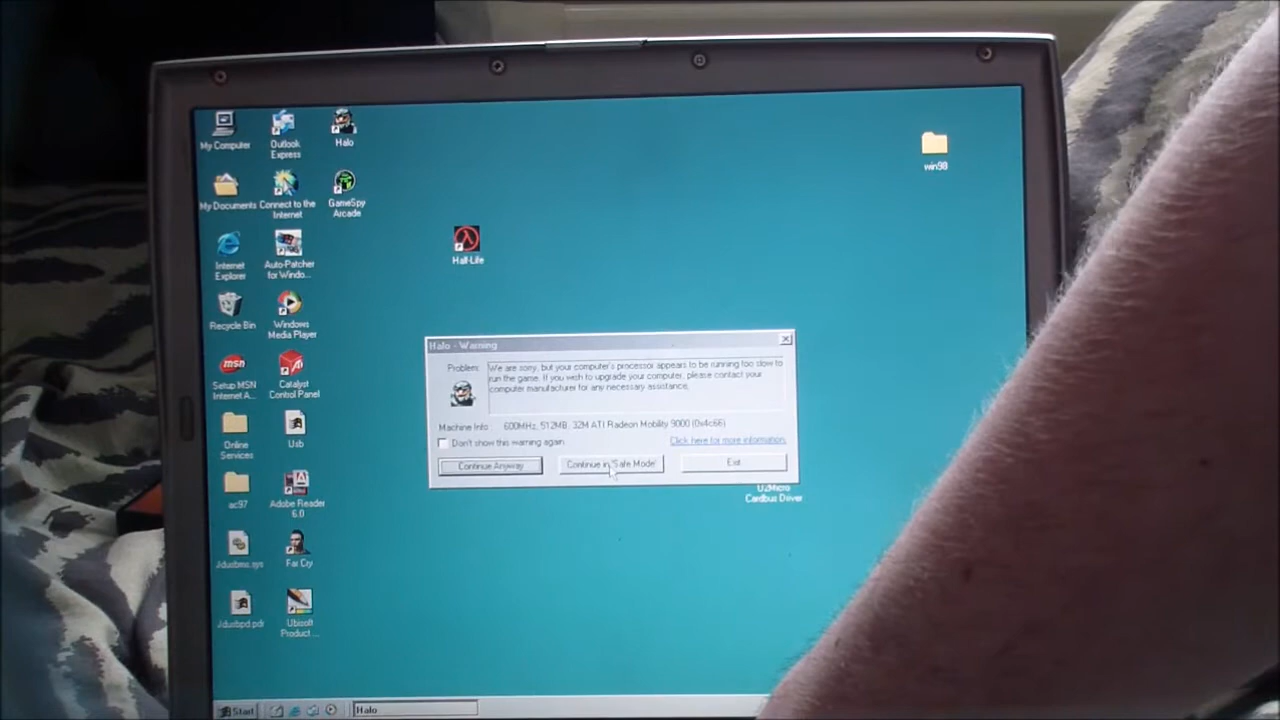 My Computer
Outlook
Express
Halo
win98
My Documents
Connect to the
Internet
GameSpy
Arcade
Half-Life
Internet
Explorer
Auto-Patcher
for Windo...
Recycle Bin
Windows
Media Player
Setup MSN
Internet A...
Catalyst
Control Panel
Halo - Warning
Problem:
We are sorry, but your computer's processor appears to be running too slow to
run the game. If you wish to upgrade your computer, please contact your
computer manufacturer for any necessary assistance.
Machine Info:
600MHz, 512MB, 32M ATI Radeon Mobility 9000 (0x4c66)
Don't show this warning again.
Click here for more information.
Continue Anyway
Continue in 'Safe Mode'
Exit
Cardbus Driver
Online
Services
Usb
ac97
Adobe Reader
6.0
Jdusbms.sys
Far Cry
Jdusbpd.pdr
Ubisoft
Product ...
Start
Halo